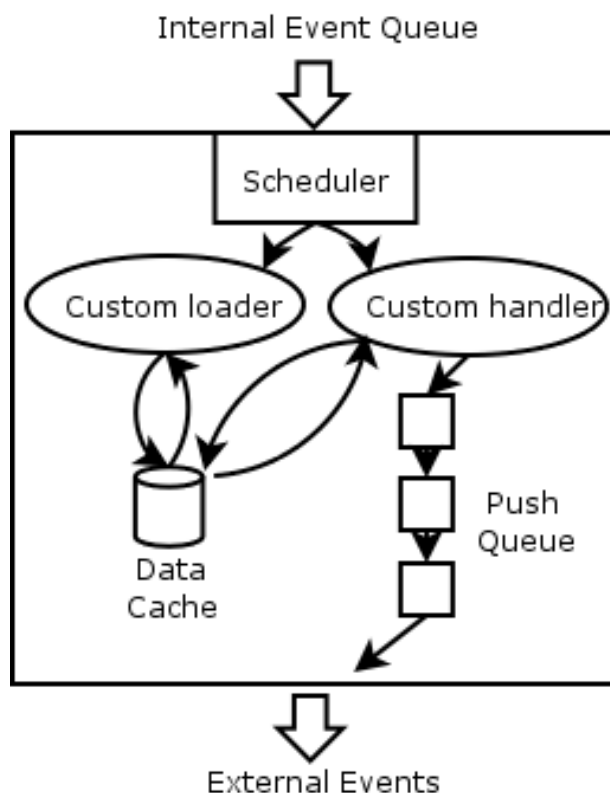 Internal Event Queue
Scheduler
Custom loader
Custom handler
Push
Queue
Data
Cache
External Events